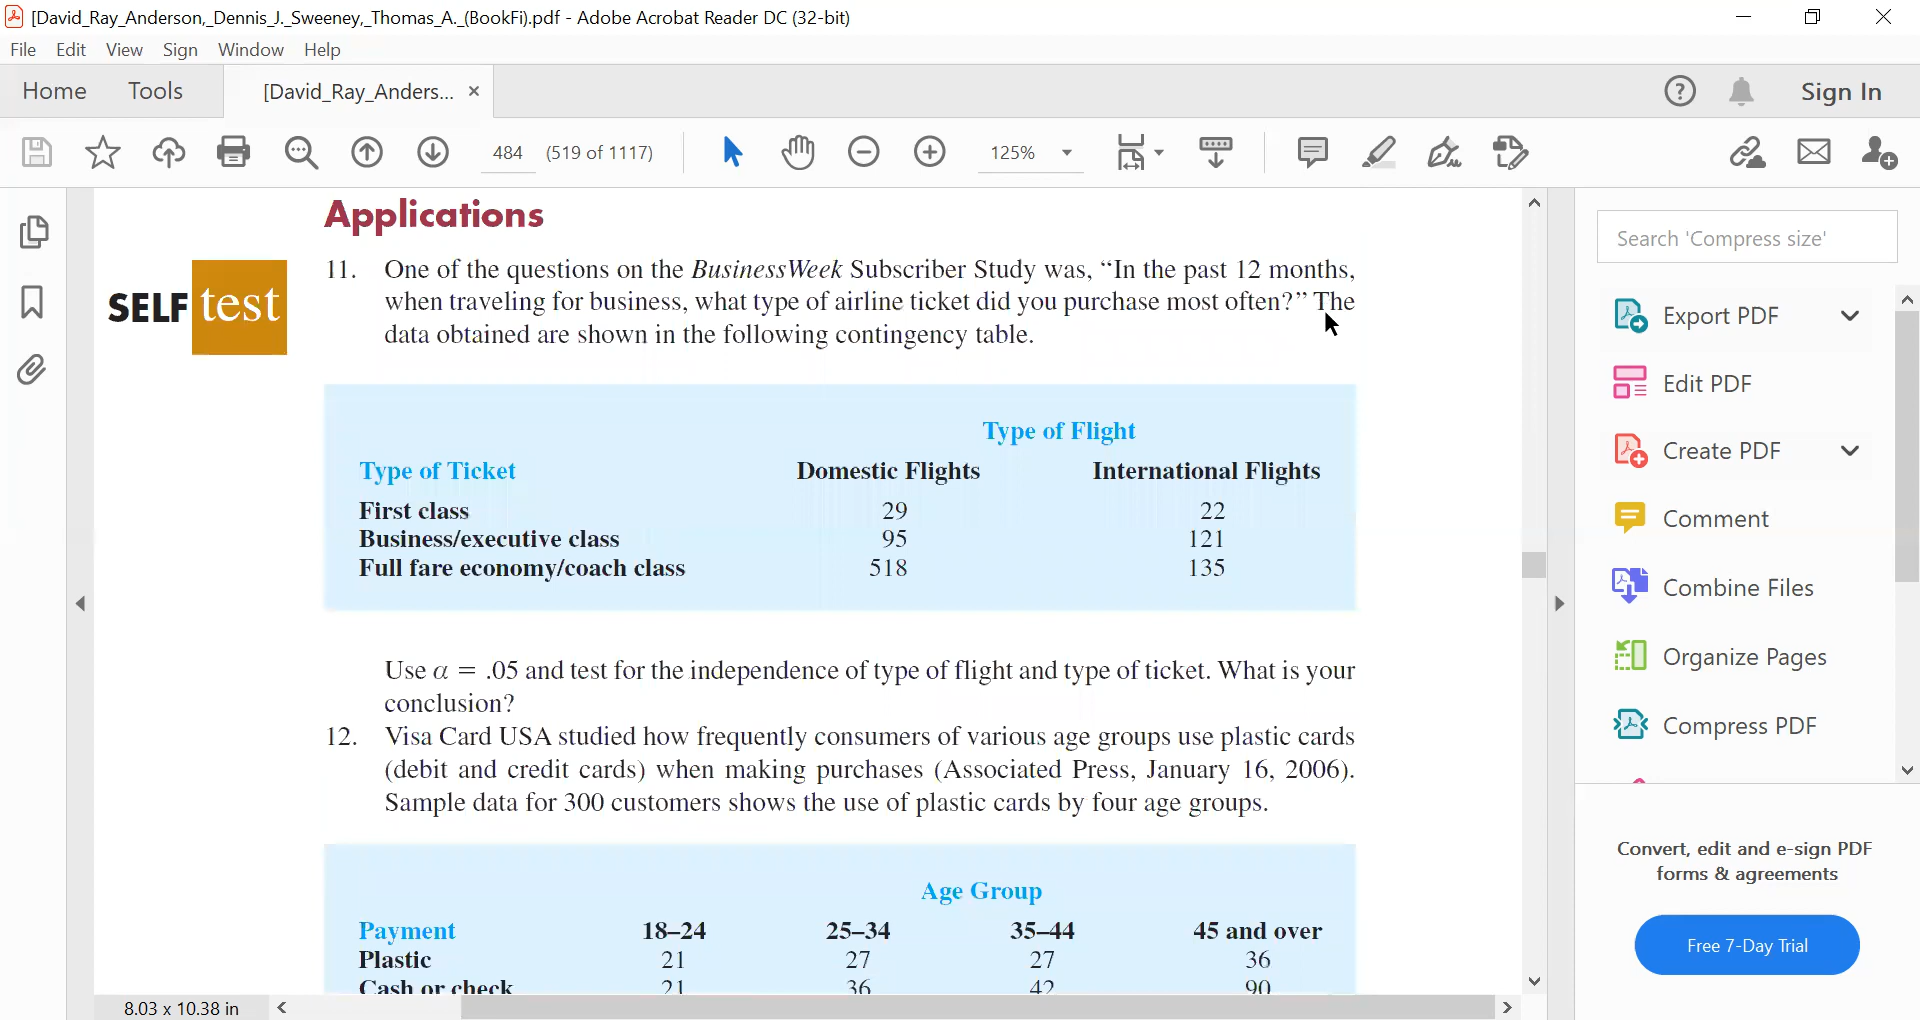 [David_Ray_Anderson,_Dennis_J._Sweeney,_Thomas_A._(BookFi).pdf - Adobe Acrobat Reader DC (32-bit)
File Edit View Sign Window Help
Home Tools [David_Ray_Anders... × Sign In
484 (519 of 1117) 125%
Applications
SELF test
11. One of the questions on the BusinessWeek Subscriber Study was, “In the past 12 months,
when traveling for business, what type of airline ticket did you purchase most often?” The
data obtained are shown in the following contingency table.
Type of Flight
Type of Ticket Domestic Flights International Flights
First class 29 22
Business/executive class 95 121
Full fare economy/coach class 518 135
Use α = .05 and test for the independence of type of flight and type of ticket. What is your
conclusion?
12. Visa Card USA studied how frequently consumers of various age groups use plastic cards
(debit and credit cards) when making purchases (Associated Press, January 16, 2006).
Sample data for 300 customers shows the use of plastic cards by four age groups.
Age Group
Payment 18–24 25–34 35–44 45 and over
Plastic 21 27 27 36
Cash or check 21 36 42 90
8.03 x 10.38 in
Search 'Compress size'
Export PDF
Edit PDF
Create PDF
Comment
Combine Files
Organize Pages
Compress PDF
Convert, edit and e-sign PDF
forms & agreements
Free 7-Day Trial